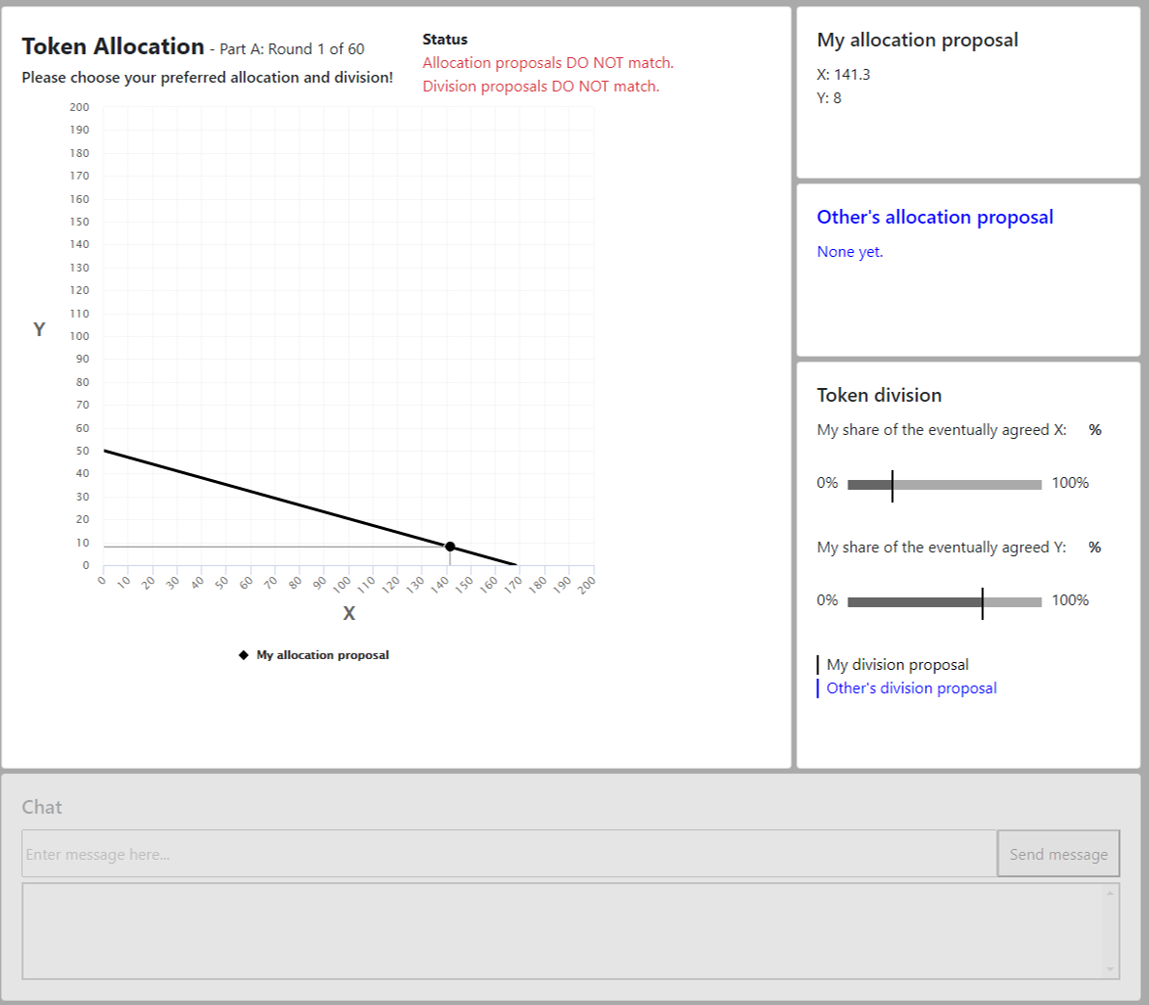 Token Allocation - Part A: Round 1 of 60
Please choose your preferred allocation and division!
Status
Allocation proposals DO NOT match.
Division proposals DO NOT match.
200
190
180
170
160
150
140
130
120
110
100
90
80
70
60
50
40
30
20
10
0
Y
0 10 20 30 40 50 60 70 80 90 100 110 120 130 140 150 160 170 180 190 200
X
My allocation proposal
My allocation proposal
X: 141.3
Y: 8
Other's allocation proposal
None yet.
Token division
My share of the eventually agreed X: %
0% 100%
My share of the eventually agreed Y: %
0% 100%
My division proposal
Other's division proposal
Chat
Enter message here...
Send message